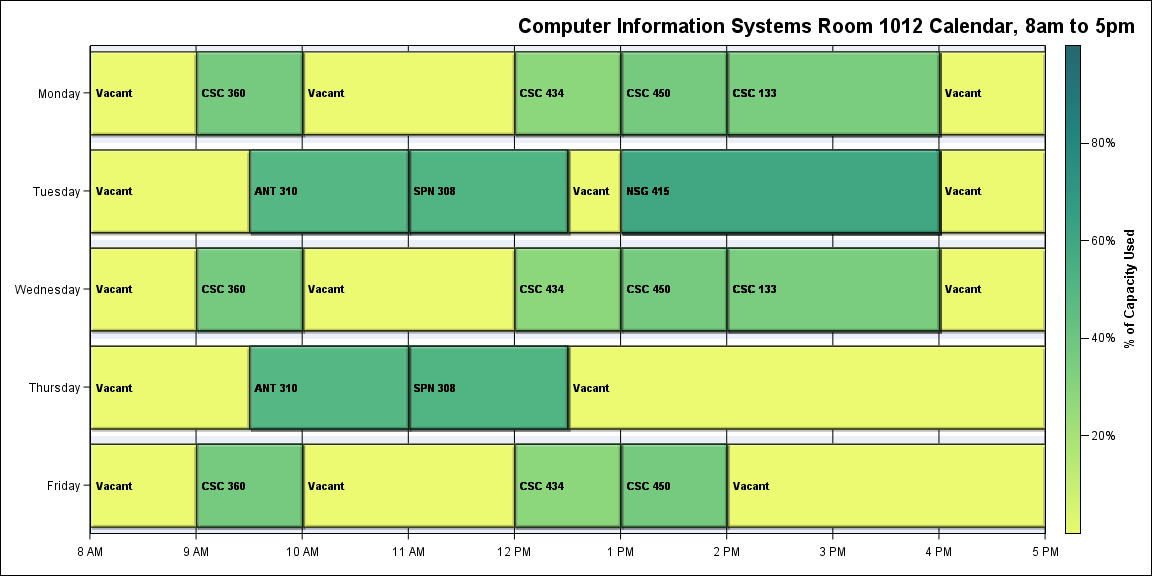 Computer Information Systems Room 1012 Calendar, 8am to 5pm
Monday
Vacant
CSC 360
Vacant
CSC 434
CSC 450
CSC 133
Vacant
Tuesday
Vacant
ANT 310
SPN 308
Vacant
NSG 415
Vacant
Wednesday
Vacant
CSC 360
Vacant
CSC 434
CSC 450
CSC 133
Vacant
Thursday
Vacant
ANT 310
SPN 308
Vacant
Friday
Vacant
CSC 360
Vacant
CSC 434
CSC 450
Vacant
8 AM
9 AM
10 AM
11 AM
12 PM
1 PM
2 PM
3 PM
4 PM
5 PM
80%
60%
40%
20%
% of Capacity Used